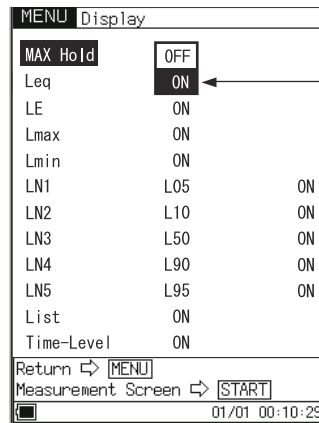 MENU Display
MAX Hold OFF
Leq ON
LE ON
Lmax ON
Lmin ON
LN1 L05 ON
LN2 L10 ON
LN3 L50 ON
LN4 L90 ON
LN5 L95 ON
List ON
Time-Level ON
Return ⇨ MENU
Measurement Screen ⇨ START
01/01 00:10:29